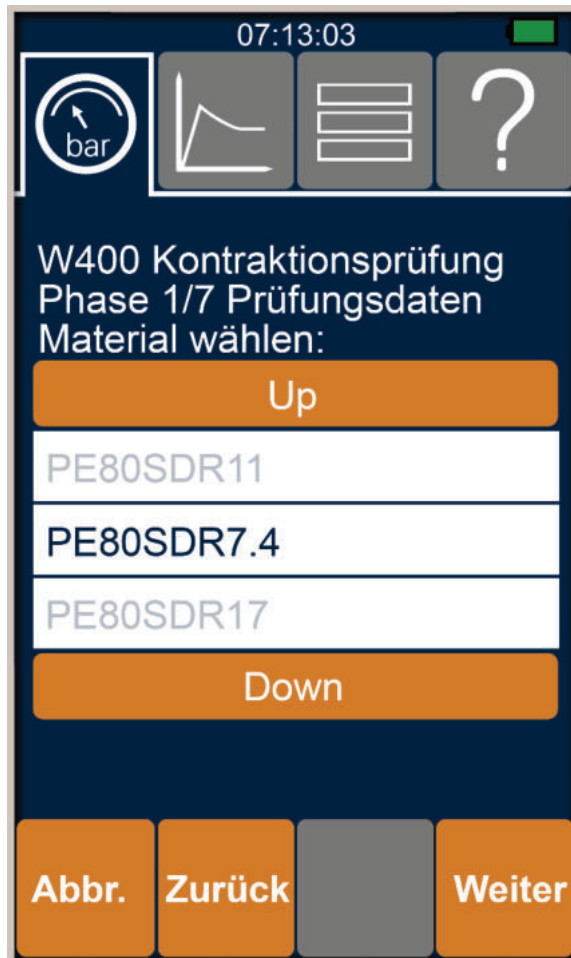 07:13:03
bar
?
W400 Kontraktionsprüfung
Phase 1/7 Prüfungsdaten
Material wählen:
Up
PE80SDR11
PE80SDR7.4
PE80SDR17
Down
Abbr. Zurück Weiter